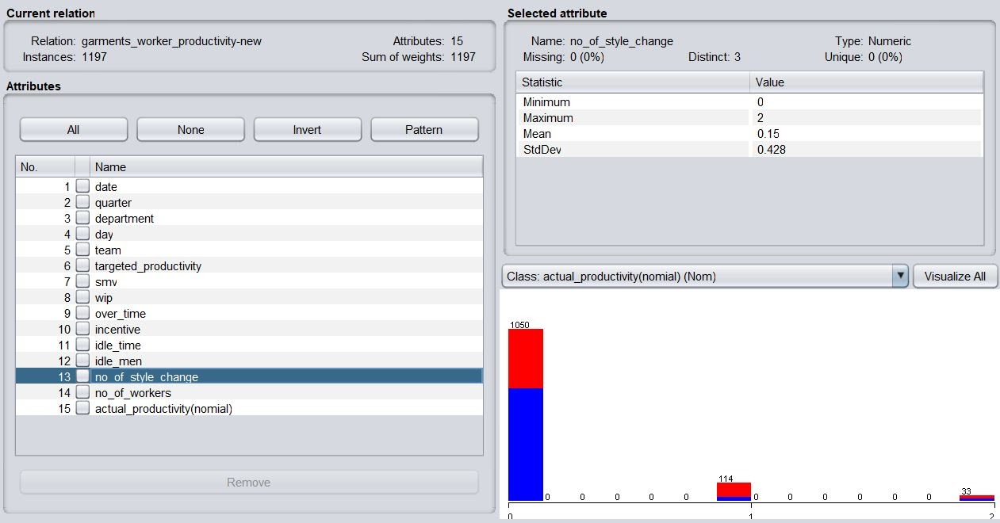 Current relation
Relation: garments_worker_productivity-new Attributes: 15
Instances: 1197 Sum of weights: 1197
Attributes
All None Invert Pattern
No. Name
1 date
2 quarter
3 department
4 day
5 team
6 targeted_productivity
7 smv
8 wip
9 over_time
10 incentive
11 idle_time
12 idle_men
13 no_of_style_change
14 no_of_workers
15 actual_productivity(nomial)
Remove
Selected attribute
Name: no_of_style_change Type: Numeric
Missing: 0 (0%) Distinct: 3 Unique: 0 (0%)
Statistic Value
Minimum 0
Maximum 2
Mean 0.15
StdDev 0.428
Class: actual_productivity(nomial) (Nom) Visualize All
1050
114
33
0 0 0 0 0 0 0 0 0 0 0
0 1 2